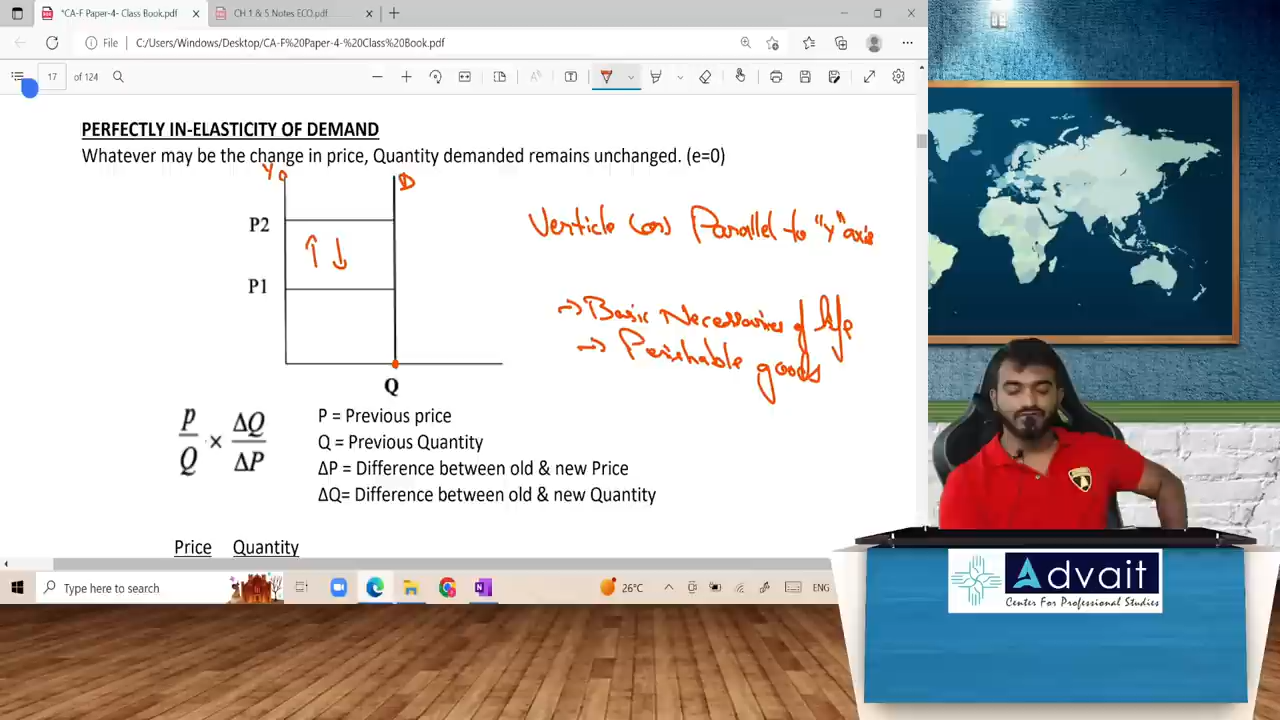 *CA-F Paper-4- Class Book.pdf
CH 1 & 5 Notes ECO.pdf
File
C:/Users/Windows/Desktop/CA-F%20Paper-4-%20Class%20Book.pdf
17 of 124
PERFECTLY IN-ELASTICITY OF DEMAND
Whatever may be the change in price, Quantity demanded remains unchanged. (e=0)
Y
D
P2
Verticle (or) Parallel to "Y" axis
P1
→ Basic Necessaries of life
→ Perishable goods
Q
P = Previous price
Q = Previous Quantity
ΔP = Difference between old & new Price
ΔQ= Difference between old & new Quantity
P/Q × ΔQ/ΔP
Price Quantity
Type here to search
26°C
ENG
Advait
Center For Professional Studies